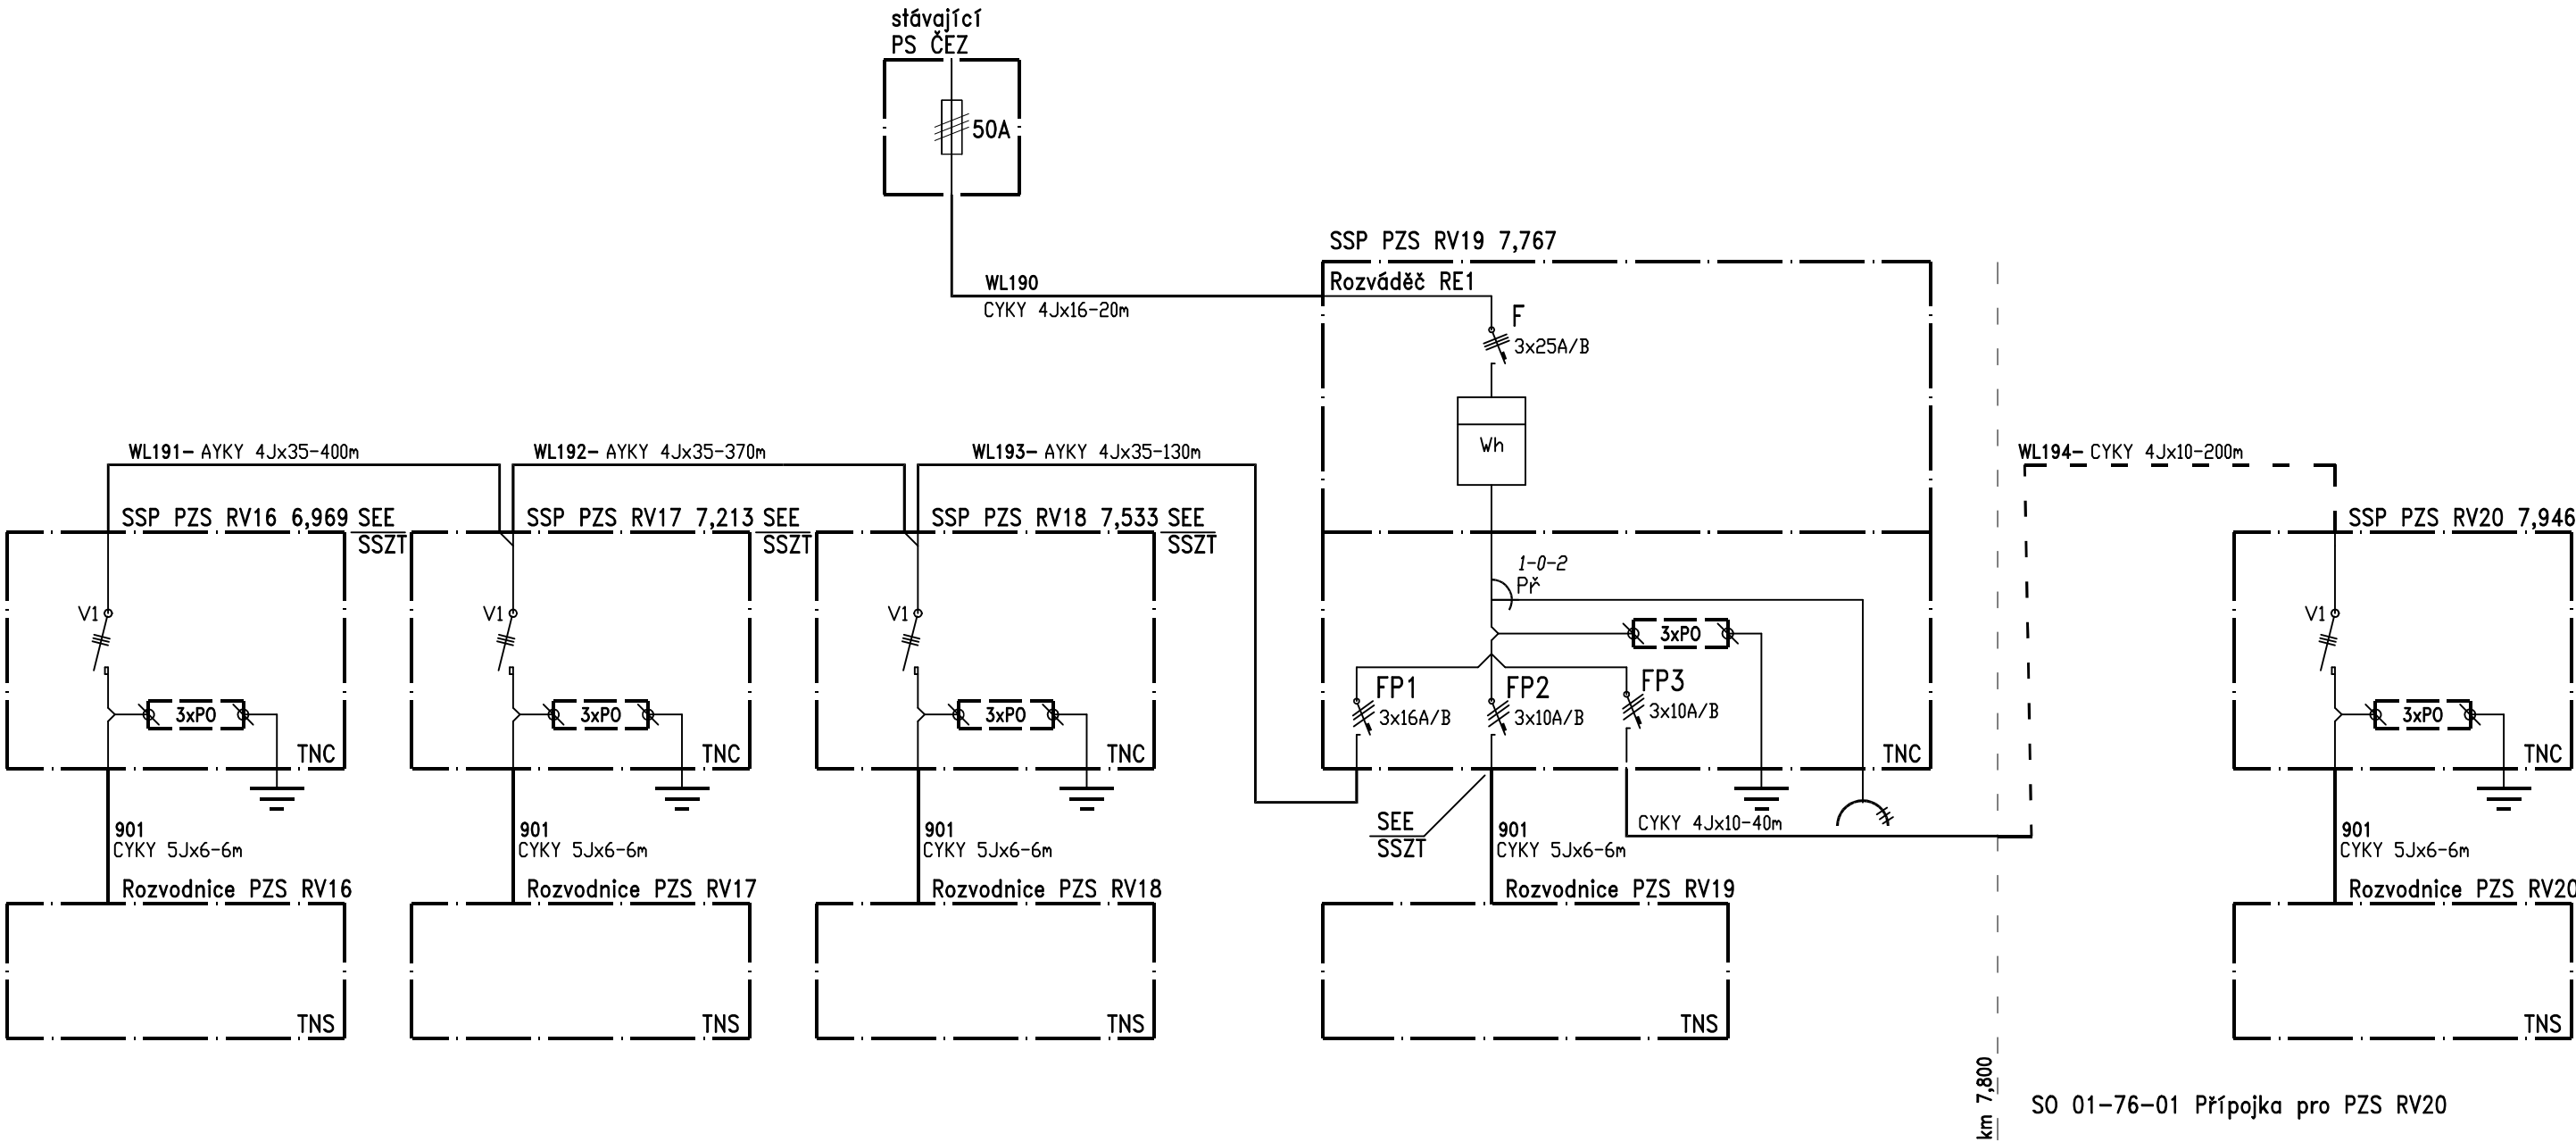 stávající
PS ČEZ
50A
SSP PZS RV19 7,767
Rozváděč RE1
WL190
CYKY 4Jx16-20m
F
3x25A/B
Wh
WL191- AYKY 4Jx35-400m
WL192- AYKY 4Jx35-370m
WL193- AYKY 4Jx35-130m
WL194- CYKY 4Jx10-200m
SSP PZS RV16 6,969 SEE
SSZT
SSP PZS RV17 7,213 SEE
SSZT
SSP PZS RV18 7,533 SEE
SSZT
SSP PZS RV20 7,946
1-0-2
Př
V1
V1
V1
V1
3xPO
FP1
3x16A/B
FP2
3x10A/B
FP3
3x10A/B
3xPO
3xPO
3xPO
3xPO
TNC
TNC
TNC
TNC
TNC
SEE
SSZT
CYKY 4Jx10-40m
901
CYKY 5Jx6-6m
901
CYKY 5Jx6-6m
901
CYKY 5Jx6-6m
901
CYKY 5Jx6-6m
901
CYKY 5Jx6-6m
Rozvodnice PZS RV16
Rozvodnice PZS RV17
Rozvodnice PZS RV18
Rozvodnice PZS RV19
Rozvodnice PZS RV20
TNS
TNS
TNS
TNS
TNS
km 7,800
SO 01-76-01 Přípojka pro PZS RV20